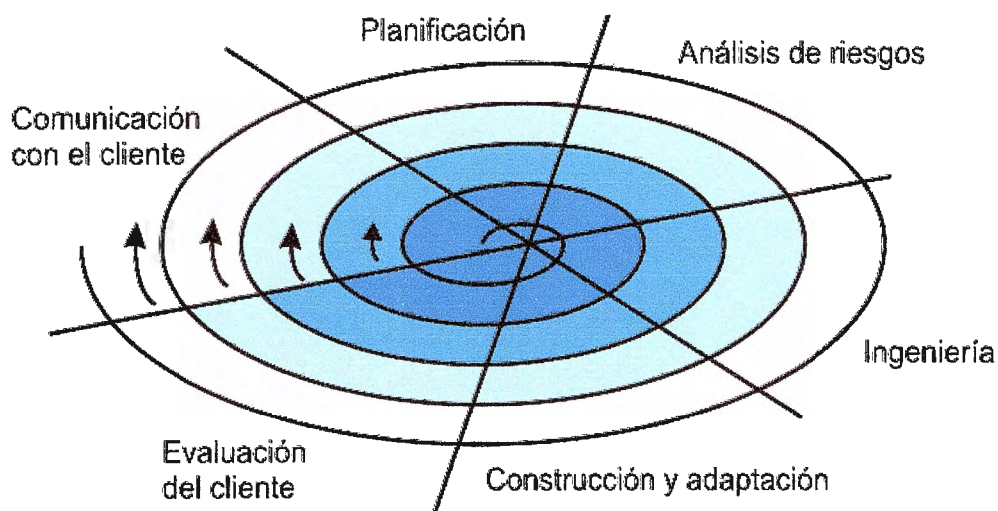 Planificación
Análisis de riesgos
Comunicación
con el cliente
Ingeniería
Evaluación
del cliente
Construcción y adaptación